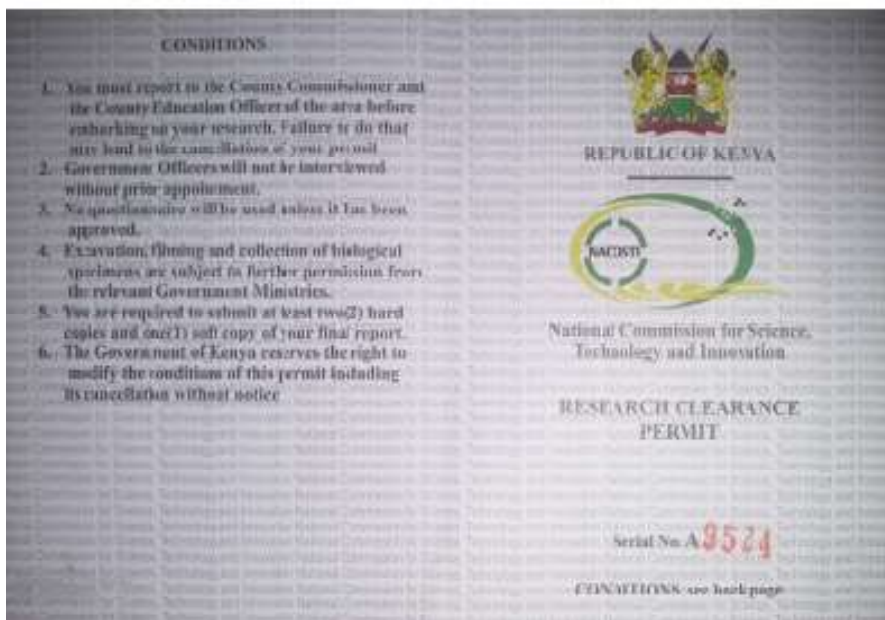 CONDITIONS
1. You must report to the County Commissioner and
the County Education Officer of the area before
embarking on your research. Failure to do that
may lead to the cancellation of your permit
2. Government Officers will not be interviewed
without prior appointment.
3. No questionnaire will be used unless it has been
approved.
4. Excavation, filming and collection of biological
specimens are subject to further permission from
the relevant Government Ministries.
5. You are required to submit at least two(2) hard
copies and one(1) soft copy of your final report.
6. The Government of Kenya reserves the right to
modify the conditions of this permit including
its cancellation without notice
REPUBLIC OF KENYA
NACOSTI
National Commission for Science,
Technology and Innovation
RESEARCH CLEARANCE
PERMIT
Serial No. A 9524
CONDITIONS: see back page